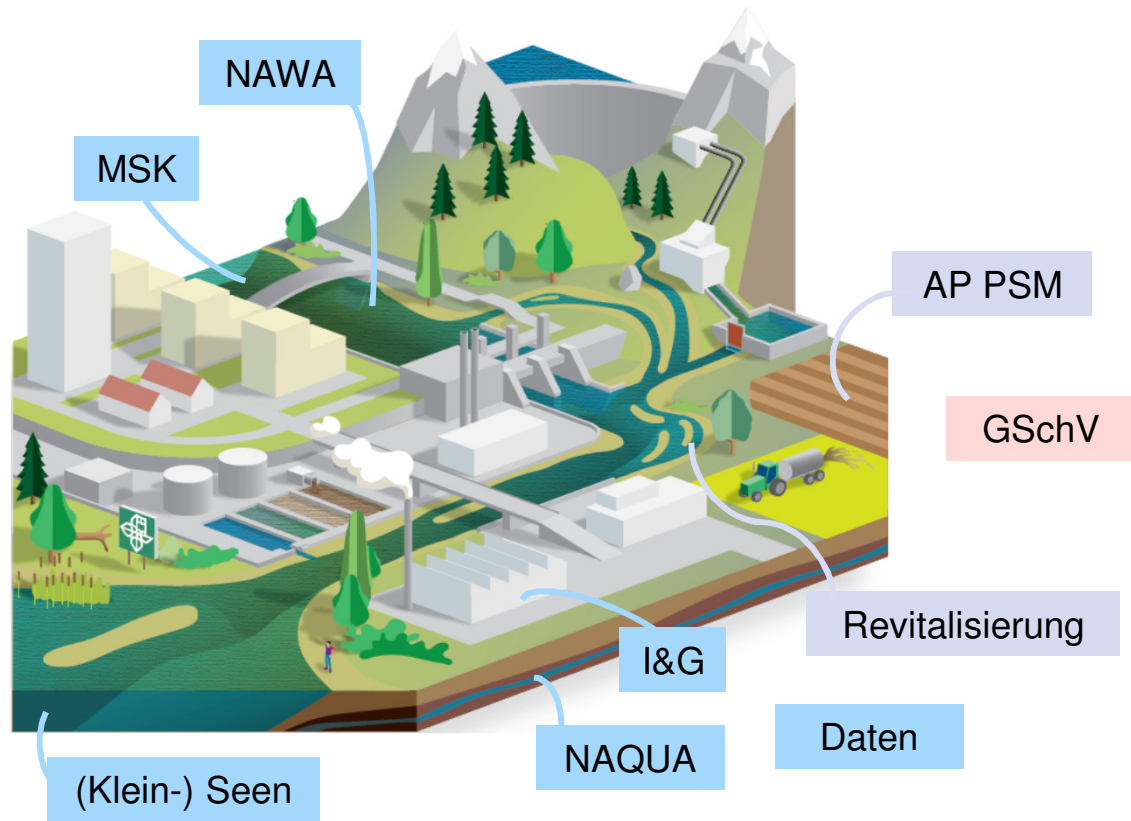 NAWA
MSK
AP PSM
GSchV
Revitalisierung
I&G
Daten
NAQUA
(Klein-) Seen